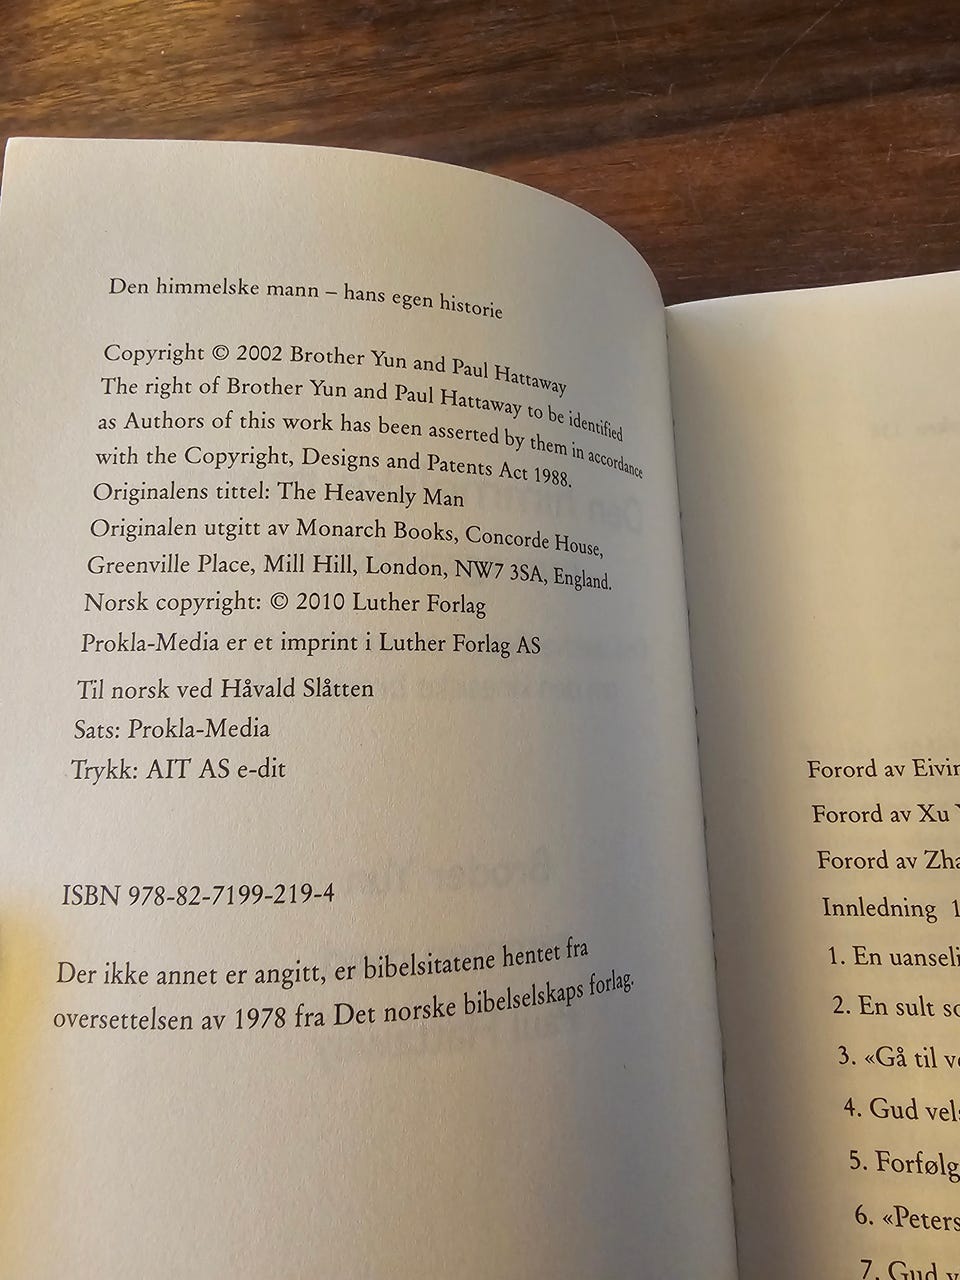 Den himmelske mann – hans egen historie
Copyright © 2002 Brother Yun and Paul Hattaway
The right of Brother Yun and Paul Hattaway to be identified
as Authors of this work has been asserted by them in accordance
with the Copyright, Designs and Patents Act 1988.
Originalens tittel: The Heavenly Man
Originalen utgitt av Monarch Books, Concorde House,
Greenville Place, Mill Hill, London, NW7 3SA, England.
Norsk copyright: © 2010 Luther Forlag
Prokla-Media er et imprint i Luther Forlag AS
Til norsk ved Håvald Slåtten
Sats: Prokla-Media
Trykk: AIT AS e-dit
ISBN 978-82-7199-219-4
Der ikke annet er angitt, er bibelsitatene hentet fra
oversettelsen av 1978 fra Det norske bibelselskaps forlag.
Forord av
Forord av Xu
Forord av
Innledning
1. En
2. En sult
3. «Gå til
4. Gud
5.
6.
7. Gud